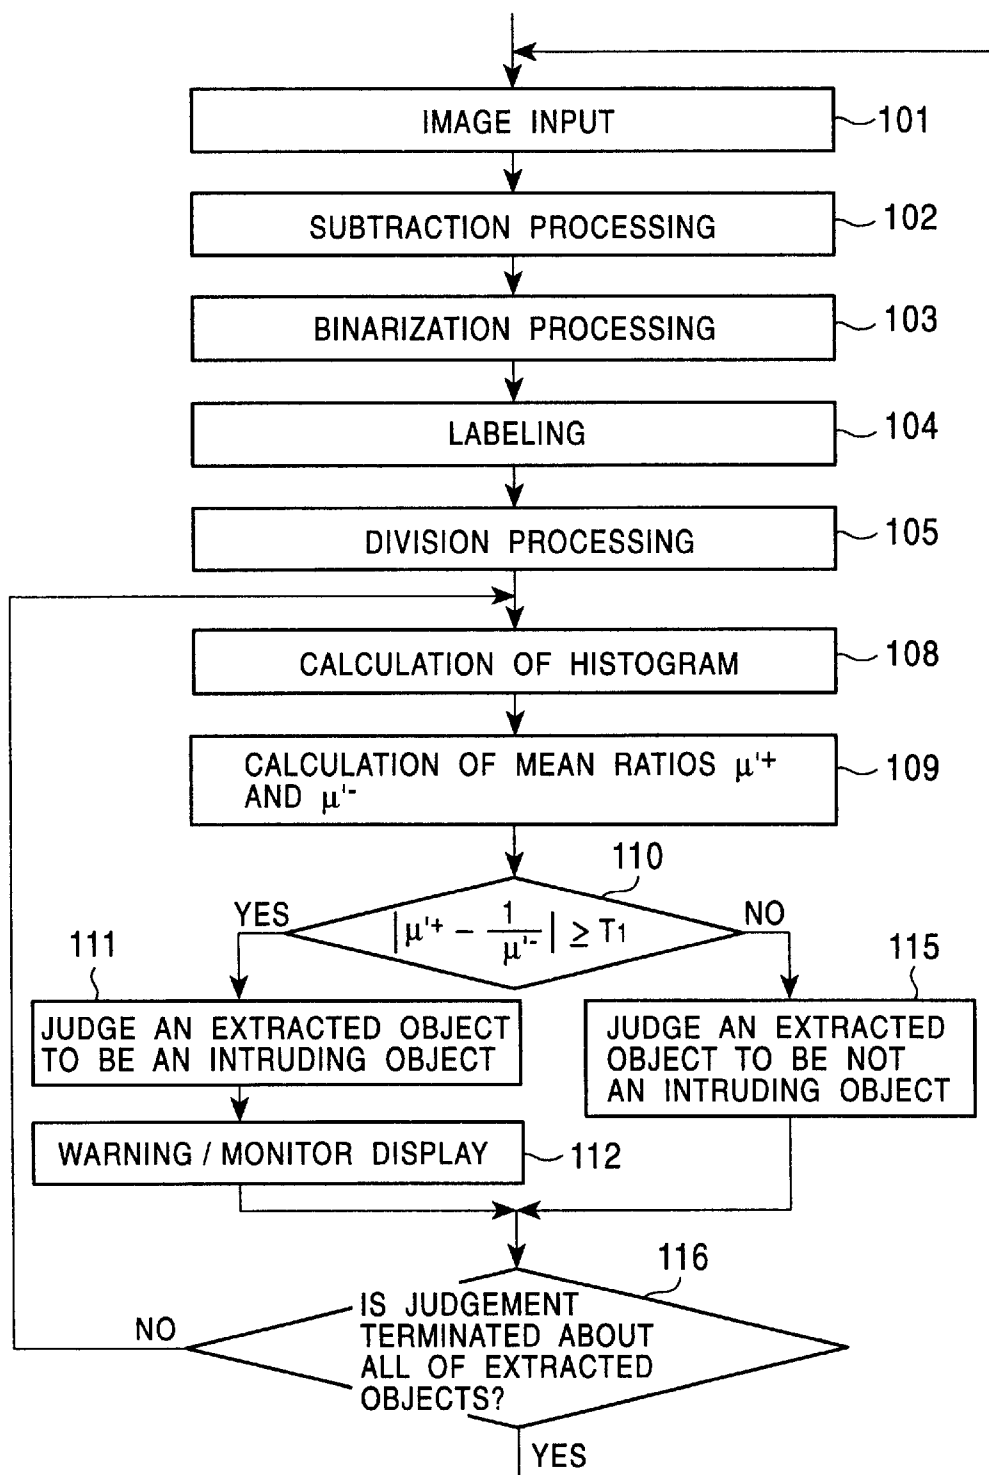 IMAGE INPUT
101
SUBTRACTION PROCESSING
102
BINARIZATION PROCESSING
103
LABELING
104
DIVISION PROCESSING
105
CALCULATION OF HISTOGRAM
108
CALCULATION OF MEAN RATIOS μ'+
AND μ'-
109
110
YES
|μ'+ - 1/μ'-| ≥ T1
NO
111
115
JUDGE AN EXTRACTED OBJECT
TO BE AN INTRUDING OBJECT
JUDGE AN EXTRACTED
OBJECT TO BE NOT
AN INTRUDING OBJECT
WARNING / MONITOR DISPLAY
112
116
IS JUDGEMENT
TERMINATED ABOUT
ALL OF EXTRACTED
OBJECTS?
NO
YES